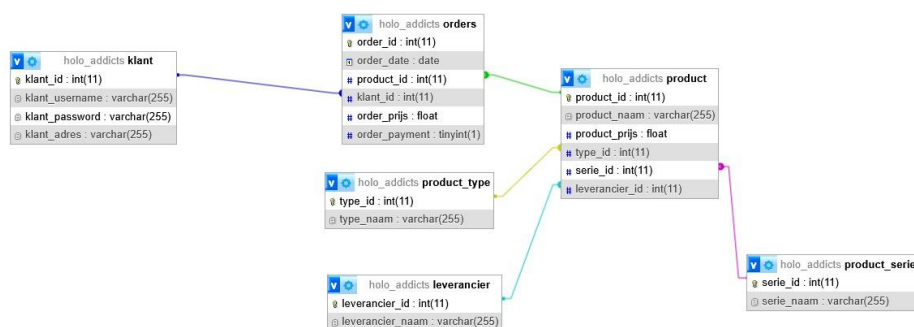 holo_addicts klant
klant_id : int(11)
klant_username : varchar(255)
klant_password : varchar(255)
klant_adres : varchar(255)
holo_addicts orders
order_id : int(11)
order_date : date
product_id : int(11)
klant_id : int(11)
order_prijs : float
order_payment : tinyint(1)
holo_addicts product
product_id : int(11)
product_naam : varchar(255)
product_prijs : float
type_id : int(11)
serie_id : int(11)
leverancier_id : int(11)
holo_addicts product_type
type_id : int(11)
type_naam : varchar(255)
holo_addicts leverancier
leverancier_id : int(11)
leverancier_naam : varchar(255)
holo_addicts product_serie
serie_id : int(11)
serie_naam : varchar(255)